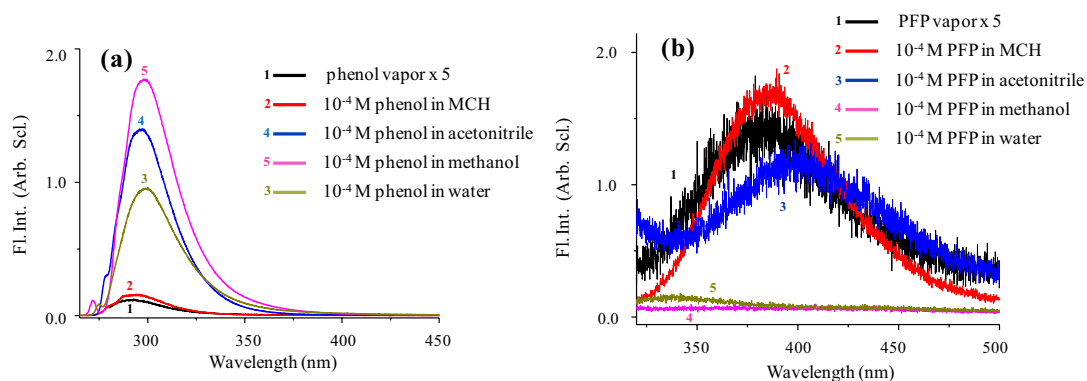 (a)
2.0
1.0
0.0
300
350
400
450
Wavelength (nm)
Fl. Int. (Arb. Scl.)
5
4
3
2
1
1 phenol vapor x 5
2 10-4 M phenol in MCH
4 10-4 M phenol in acetonitrile
5 10-4 M phenol in methanol
3 10-4 M phenol in water
(b)
2.0
1.0
0.0
350
400
450
500
Wavelength (nm)
Fl. Int. (Arb. Scl.)
2
1
3
5
4
1 PFP vapor x 5
2 10-4 M PFP in MCH
3 10-4 M PFP in acetonitrile
4 10-4 M PFP in methanol
5 10-4 M PFP in water